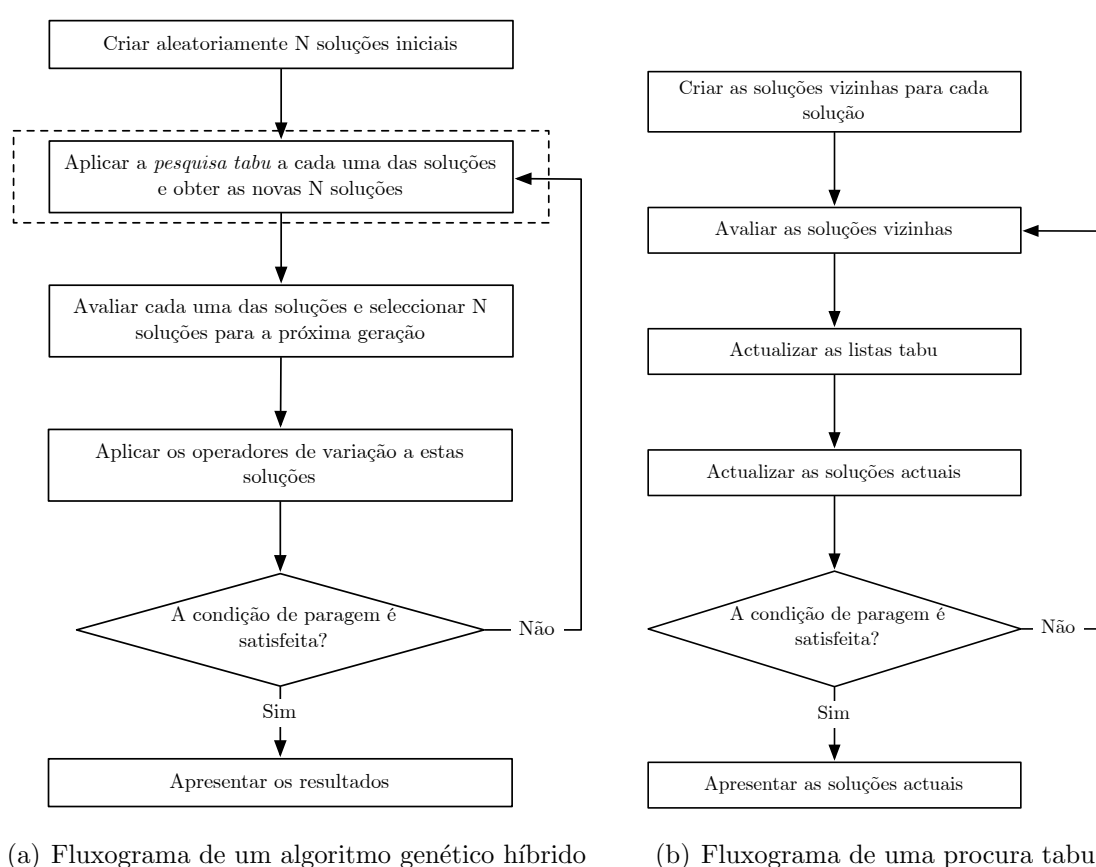 Criar aleatoriamente N soluções iniciais
Aplicar a pesquisa tabu a cada uma das soluções
e obter as novas N soluções
Avaliar cada uma das soluções e seleccionar N
soluções para a próxima geração
Aplicar os operadores de variação a estas
soluções
A condição de paragem é
satisfeita?
Não
Sim
Apresentar os resultados
(a) Fluxograma de um algoritmo genético híbrido
Criar as soluções vizinhas para cada
solução
Avaliar as soluções vizinhas
Actualizar as listas tabu
Actualizar as soluções actuais
A condição de paragem é
satisfeita?
Não
Sim
Apresentar as soluções actuais
(b) Fluxograma de uma procura tabu